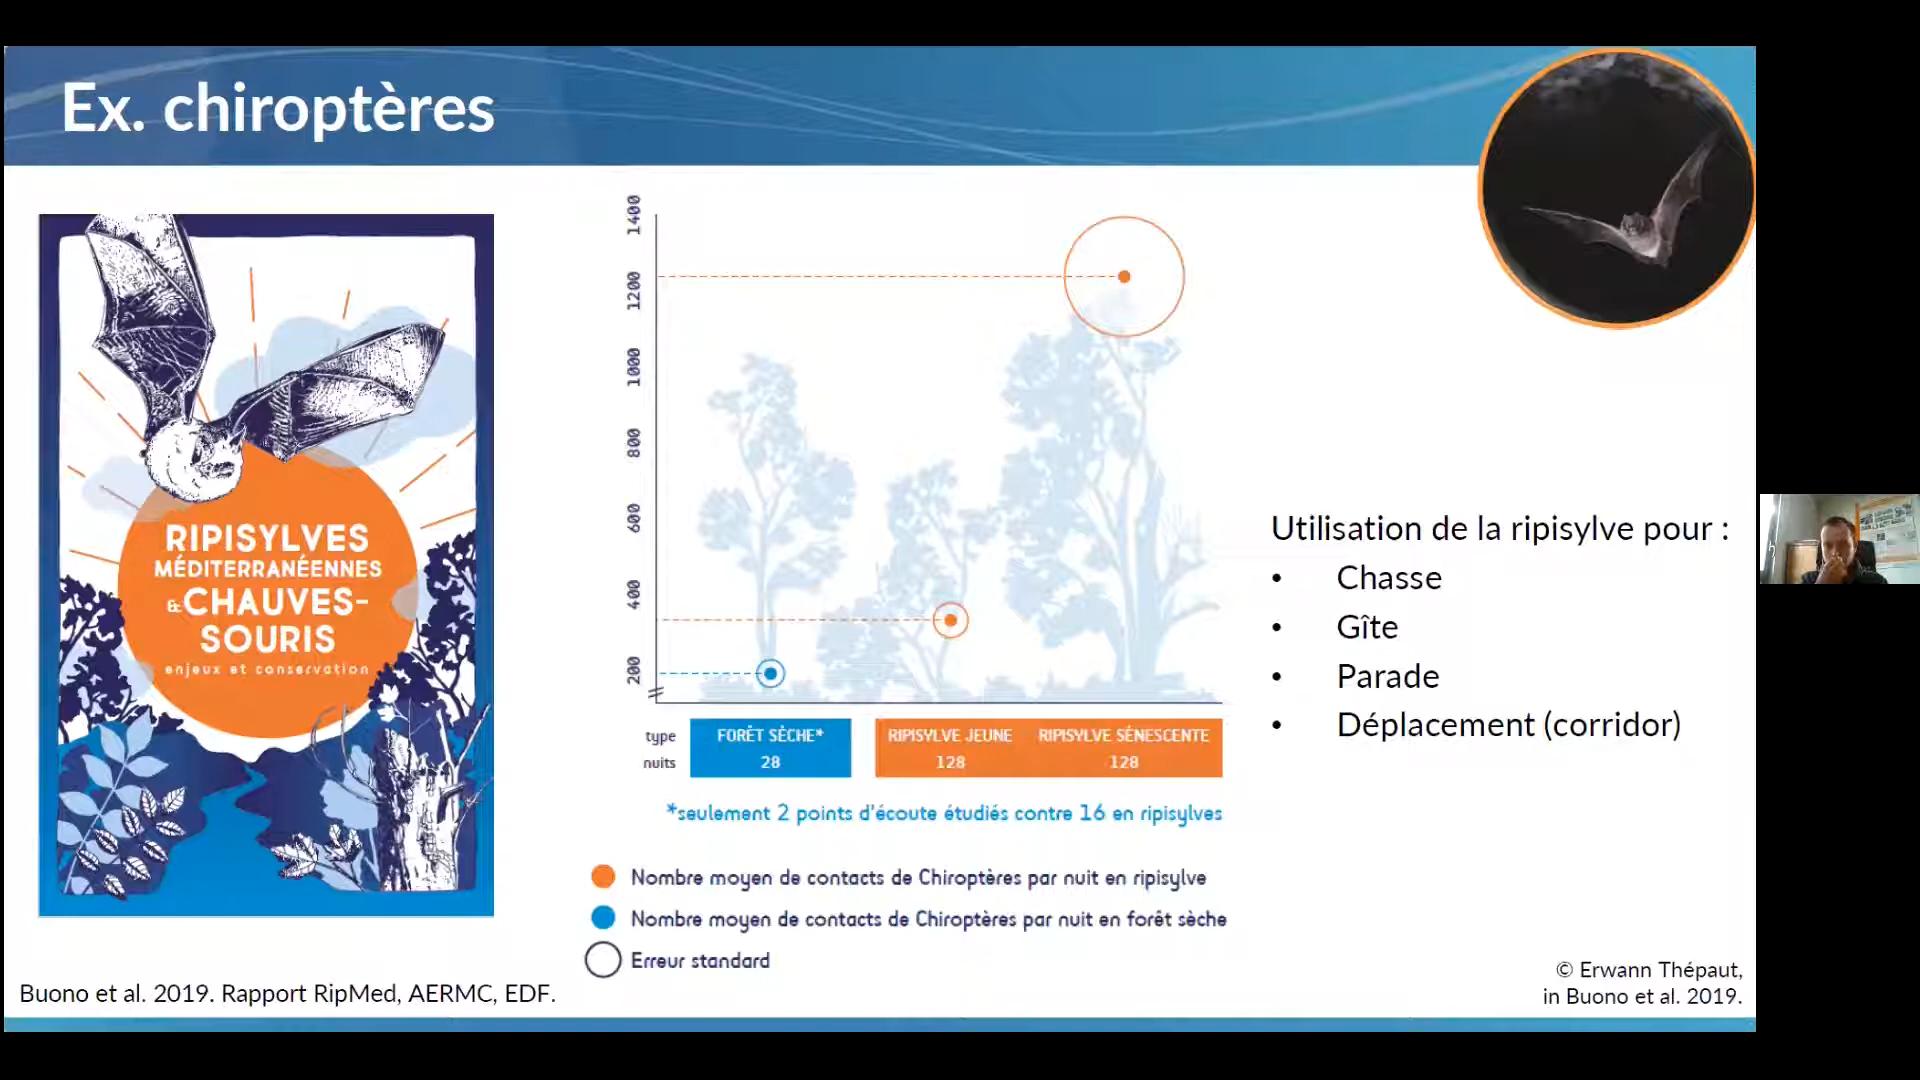 Ex. chiroptères
RIPISYLVES
MÉDITERRANÉENNES
& CHAUVES-
SOURIS
enjeux et conservation
Buono et al. 2019. Rapport RipMed, AERMC, EDF.
1400
1200
1000
800
600
400
200
type
FORÊT SÈCHE*
RIPISYLVE JEUNE
RIPISYLVE SÉNESCENTE
nuits
28
128
128
*seulement 2 points d'écoute étudiés contre 16 en ripisylves
Nombre moyen de contacts de Chiroptères par nuit en ripisylve
Nombre moyen de contacts de Chiroptères par nuit en forêt sèche
Erreur standard
Utilisation de la ripisylve pour :
• Chasse
• Gîte
• Parade
• Déplacement (corridor)
© Erwann Thépaut,
in Buono et al. 2019.